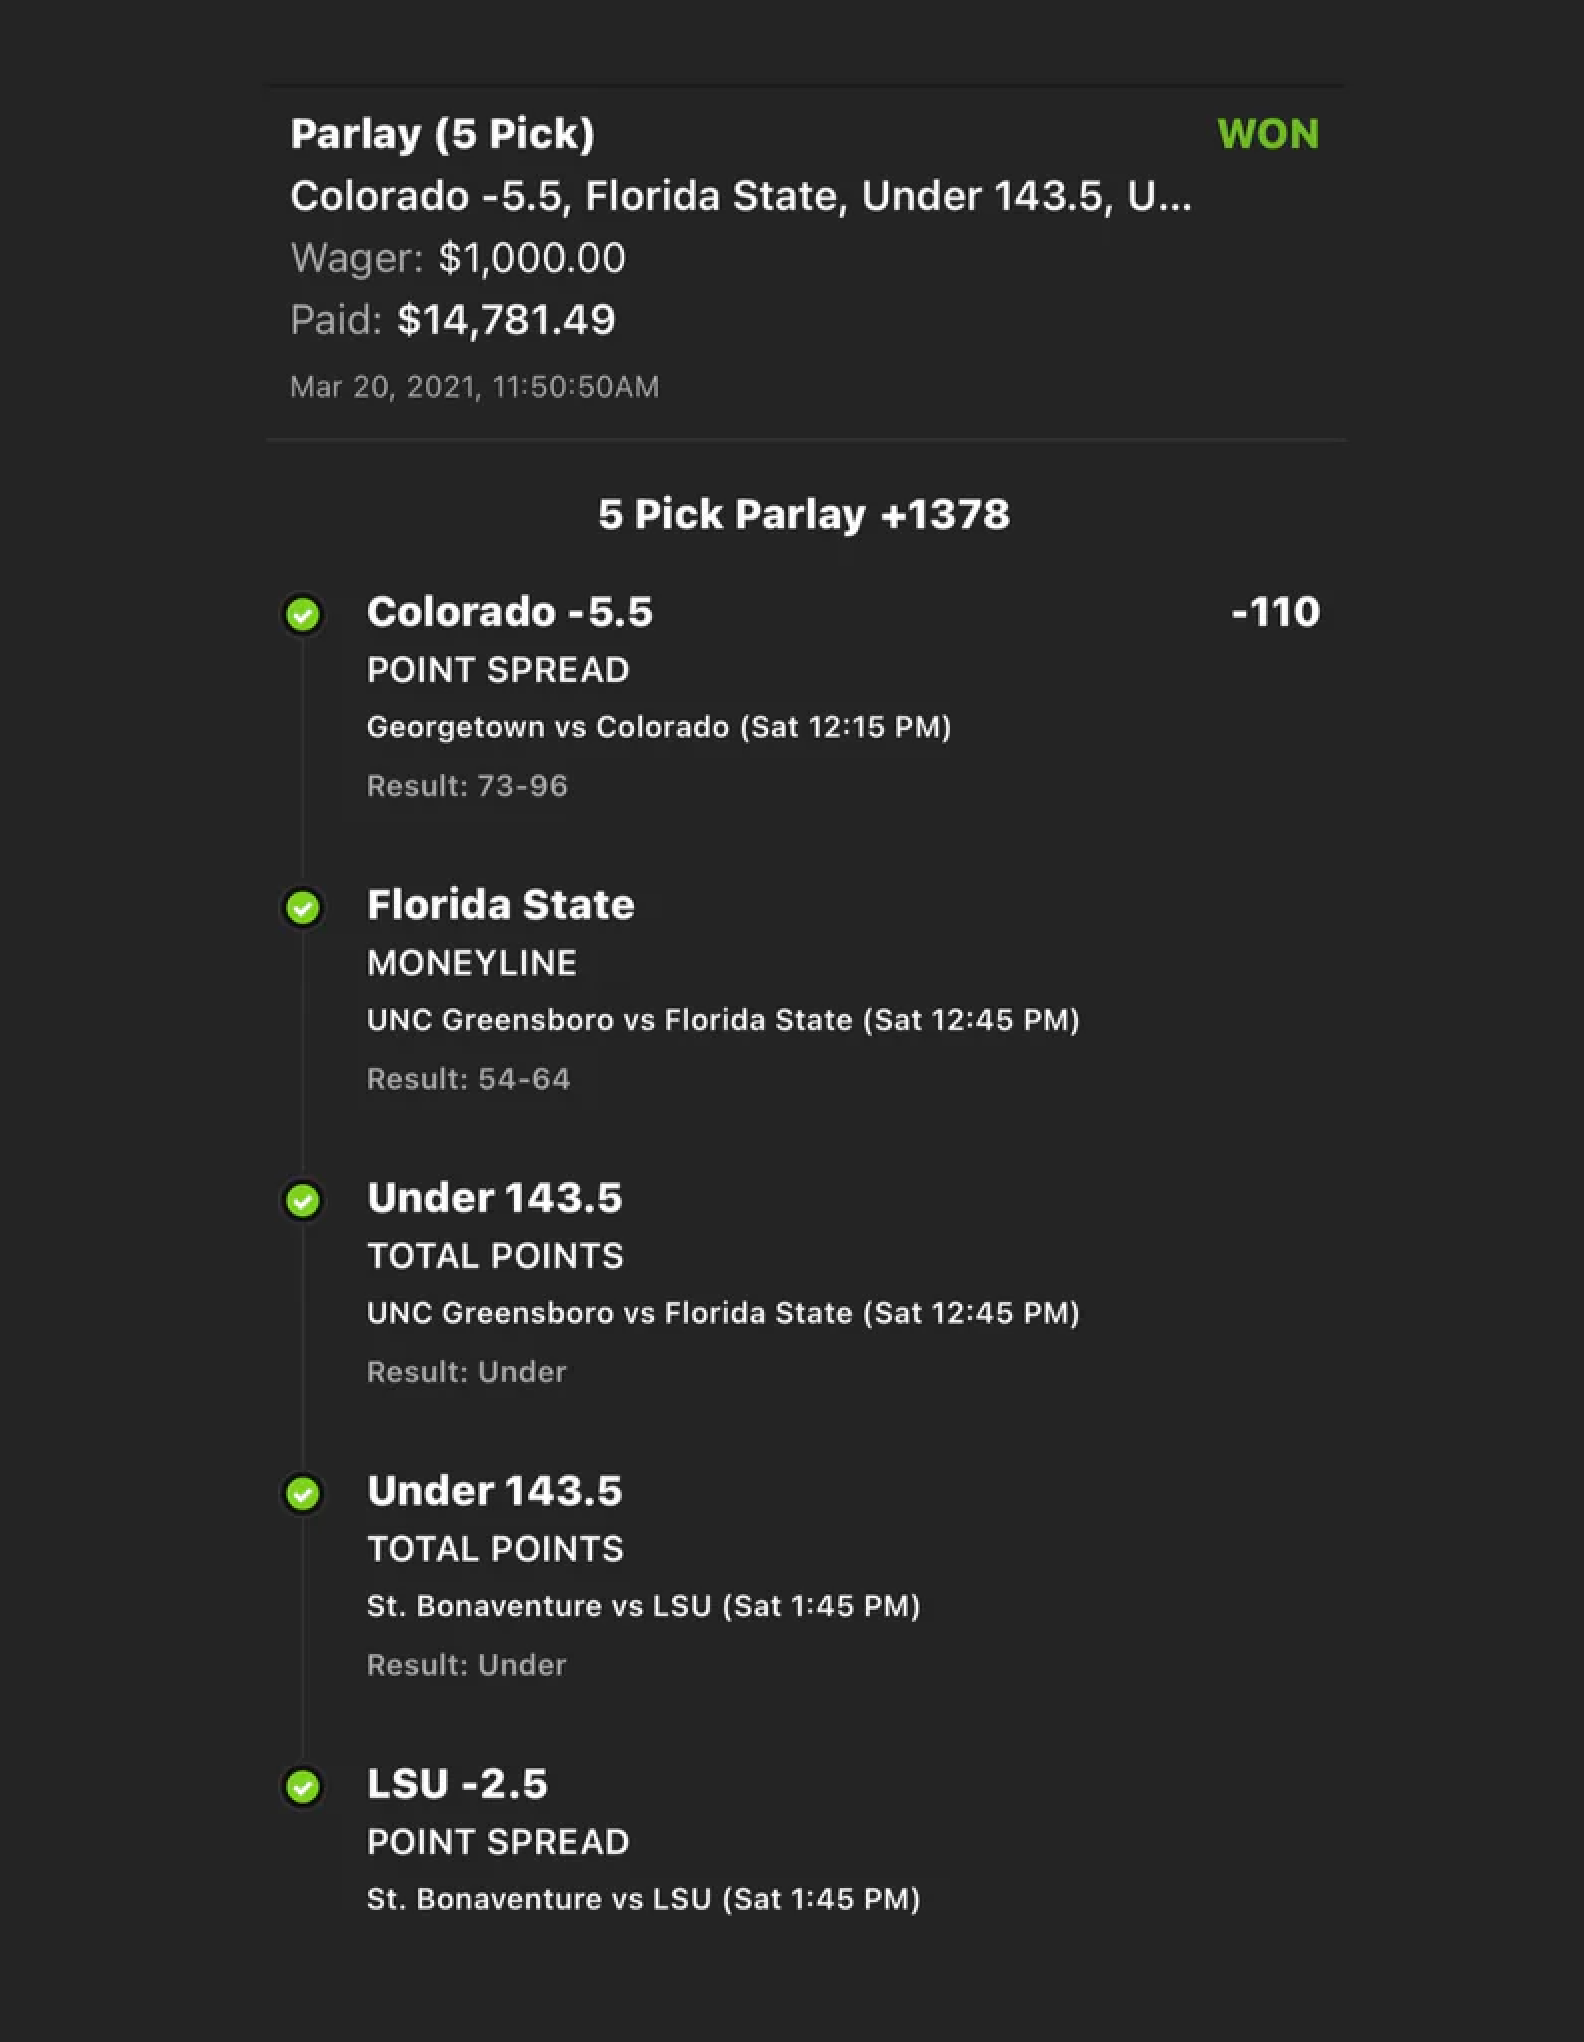 Parlay (5 Pick) WON
Colorado -5.5, Florida State, Under 143.5, U...
Wager: $1,000.00
Paid: $14,781.49
Mar 20, 2021, 11:50:50AM
5 Pick Parlay +1378
Colorado -5.5 -110
POINT SPREAD
Georgetown vs Colorado (Sat 12:15 PM)
Result: 73-96
Florida State
MONEYLINE
UNC Greensboro vs Florida State (Sat 12:45 PM)
Result: 54-64
Under 143.5
TOTAL POINTS
UNC Greensboro vs Florida State (Sat 12:45 PM)
Result: Under
Under 143.5
TOTAL POINTS
St. Bonaventure vs LSU (Sat 1:45 PM)
Result: Under
LSU -2.5
POINT SPREAD
St. Bonaventure vs LSU (Sat 1:45 PM)